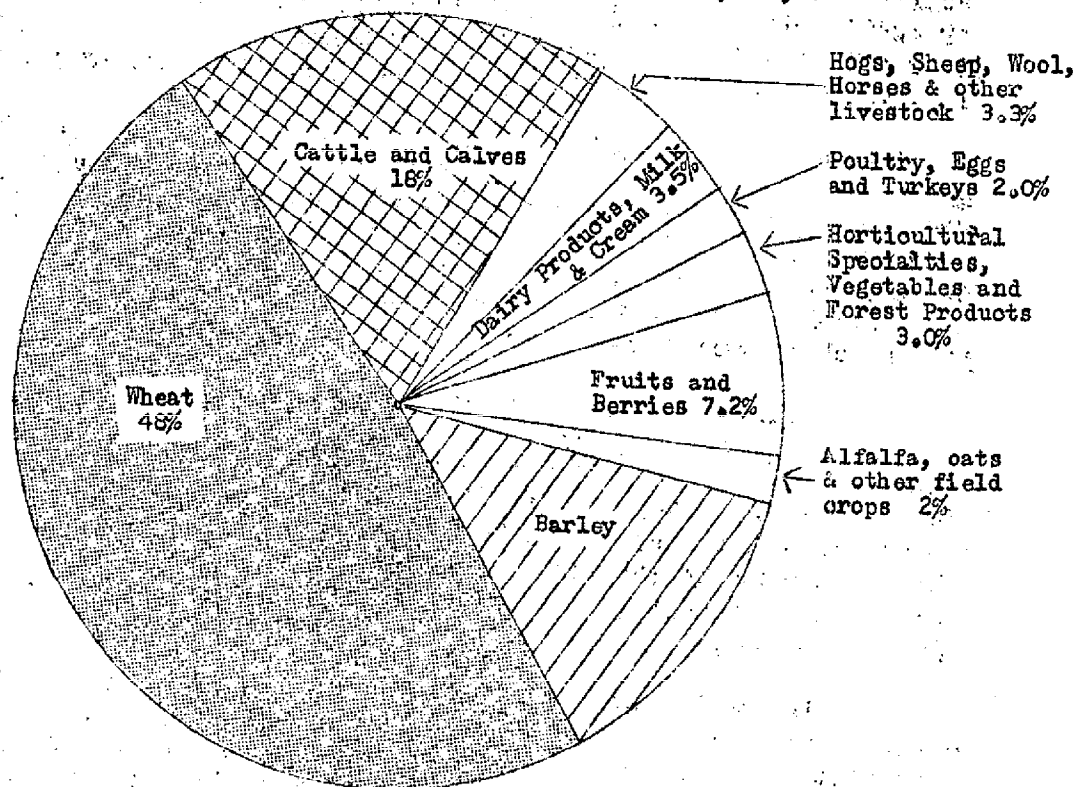 Hogs, Sheep, Wool,
Horses & other
livestock 3.3%
Cattle and Calves
18%
Dairy Products, Milk
& Cream 3.5%
Poultry, Eggs
and Turkeys 2.0%
Horticultural
Specialties,
Vegetables and
Forest Products
3.0%
Wheat
48%
Fruits and
Berries 7.2%
Alfalfa, oats
& other field
crops 2%
Barley